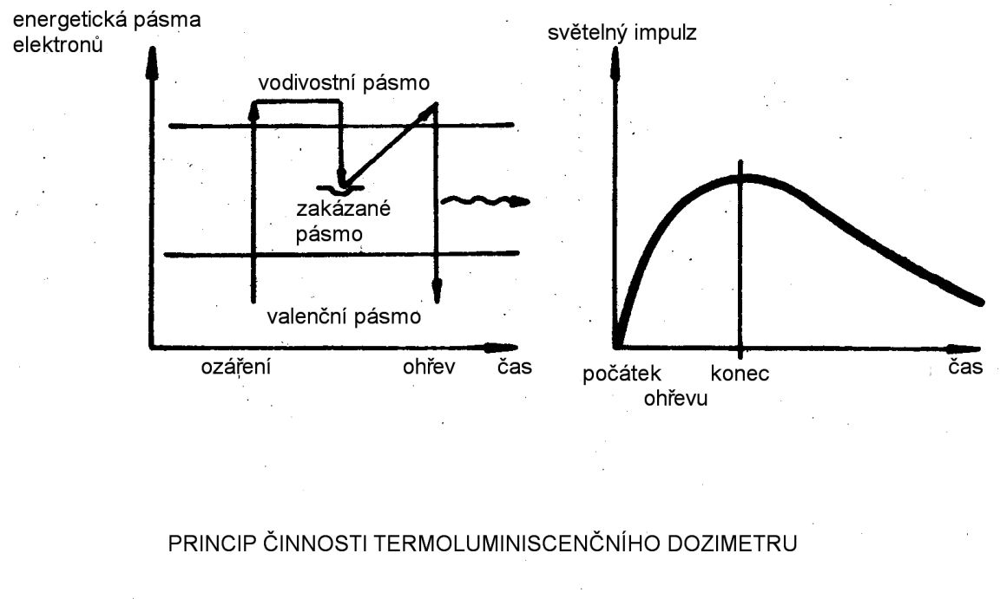 energetická pásma
elektronů
vodivostní pásmo
zakázané
pásmo
valenční pásmo
ozáření
ohřev
čas
světelný impulz
počátek
konec
ohřevu
čas
PRINCIP ČINNOSTI TERMOLUMINISCENČNÍHO DOZIMETRU